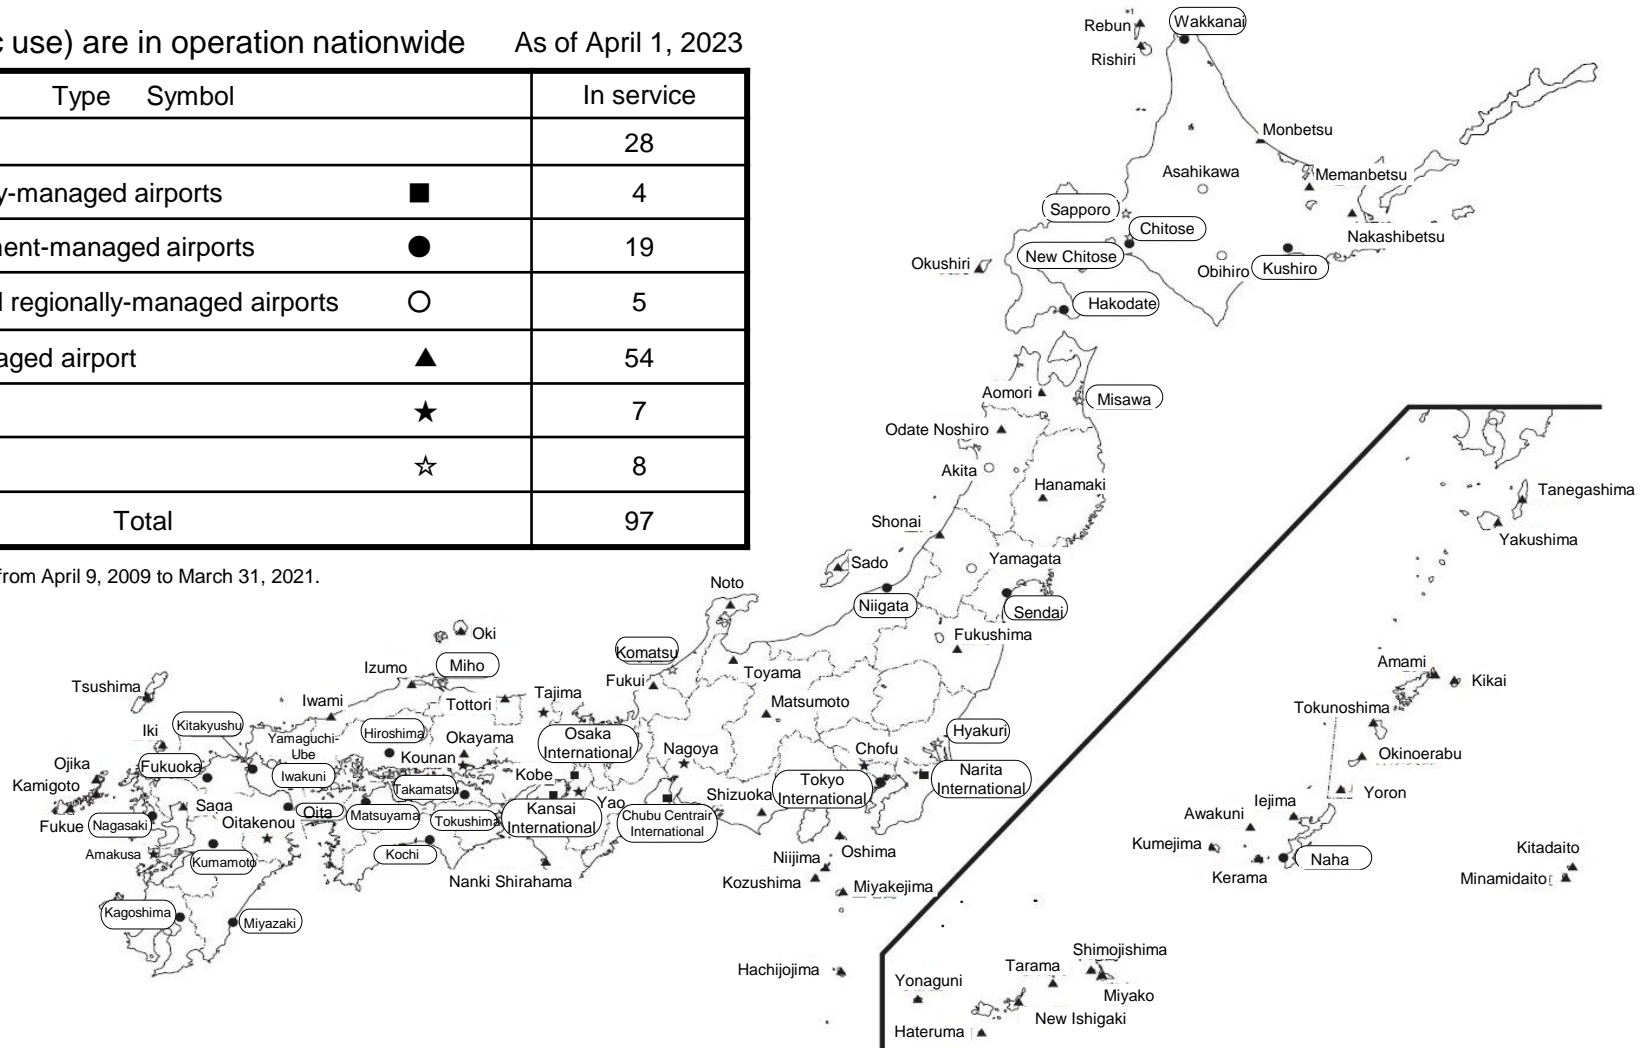 c use) are in operation nationwide As of April 1, 2023
Type Symbol In service
28
y-managed airports ■ 4
nent-managed airports ● 19
l regionally-managed airports ○ 5
aged airport ▲ 54
★ 7
☆ 8
Total 97
from April 9, 2009 to March 31, 2021.
Rebun *1
Wakkanai
Rishiri
Monbetsu
Asahikawa
Memanbetsu
Sapporo
Chitose
Nakashibetsu
New Chitose
Okushiri
Obihiro
Kushiro
Hakodate
Aomori
Misawa
Odate Noshiro
Akita
Hanamaki
Shonai
Sado
Yamagata
Niigata
Sendai
Fukushima
Noto
Oki
Komatsu
Miho
Izumo
Toyama
Fukui
Tsushima
Iwami
Tottori
Tajima
Matsumoto
Iki
Kitakyushu
Yamaguchi-
Ube
Hiroshima
Okayama
Osaka
International
Nagoya
Chofu
Hyakuri
Ojika
Fukuoka
Iwakuni
Kounan
Kobe
Tokyo
International
Narita
International
Kamigoto
Takamatsu
Kansai
International
Yao
Shizuoka
Saga
Oita
Matsuyama
Tokushima
Chubu Centrair
International
Fukue
Nagasaki
Oitakenou
Amakusa
Kumamoto
Kochi
Nanki Shirahama
Oshima
Niijima
Kozushima
Miyakejima
Kagoshima
Miyazaki
Hachijojima
Tanegashima
Yakushima
Amami
Kikai
Tokunoshima
Okinoerabu
Yoron
Iejima
Awakuni
Kumejima
Kerama
Naha
Kitadaito
Minamidaito
Shimojishima
Tarama
Miyako
Yonaguni
New Ishigaki
Hateruma